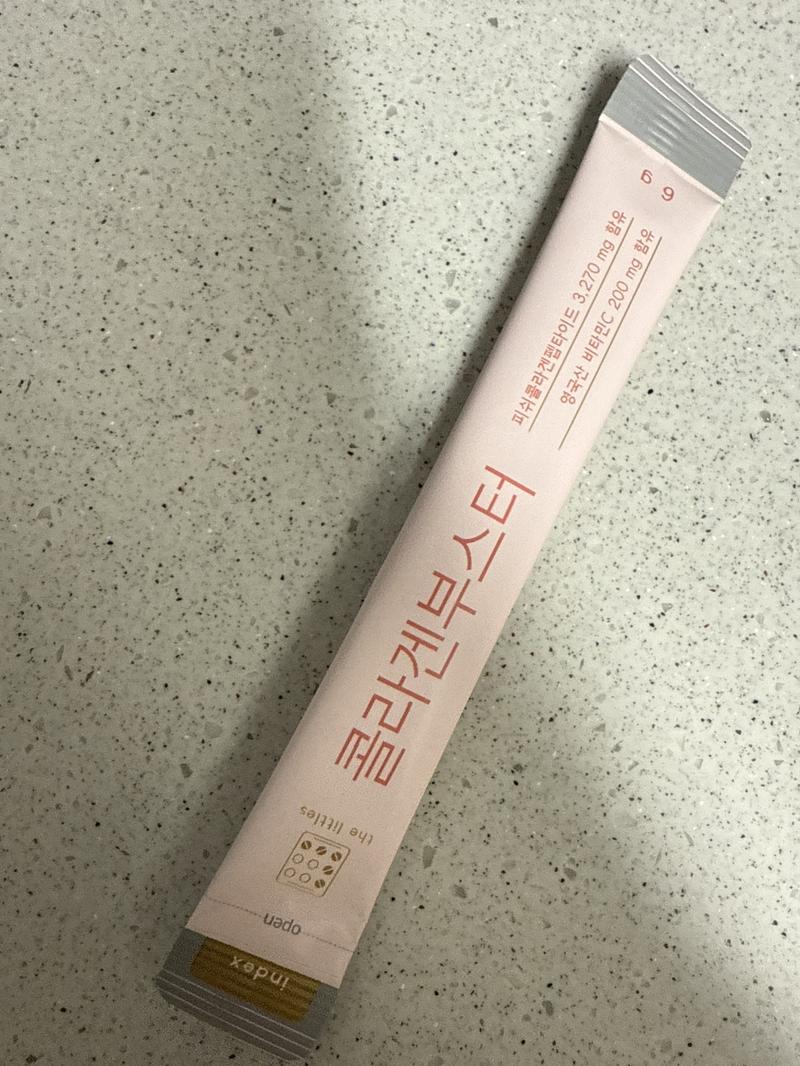 index
open
the littles
콜라겐부스터
피쉬콜라겐펩타이드 3,270 mg 함유
영국산 비타민C 200 mg 함유
6 g